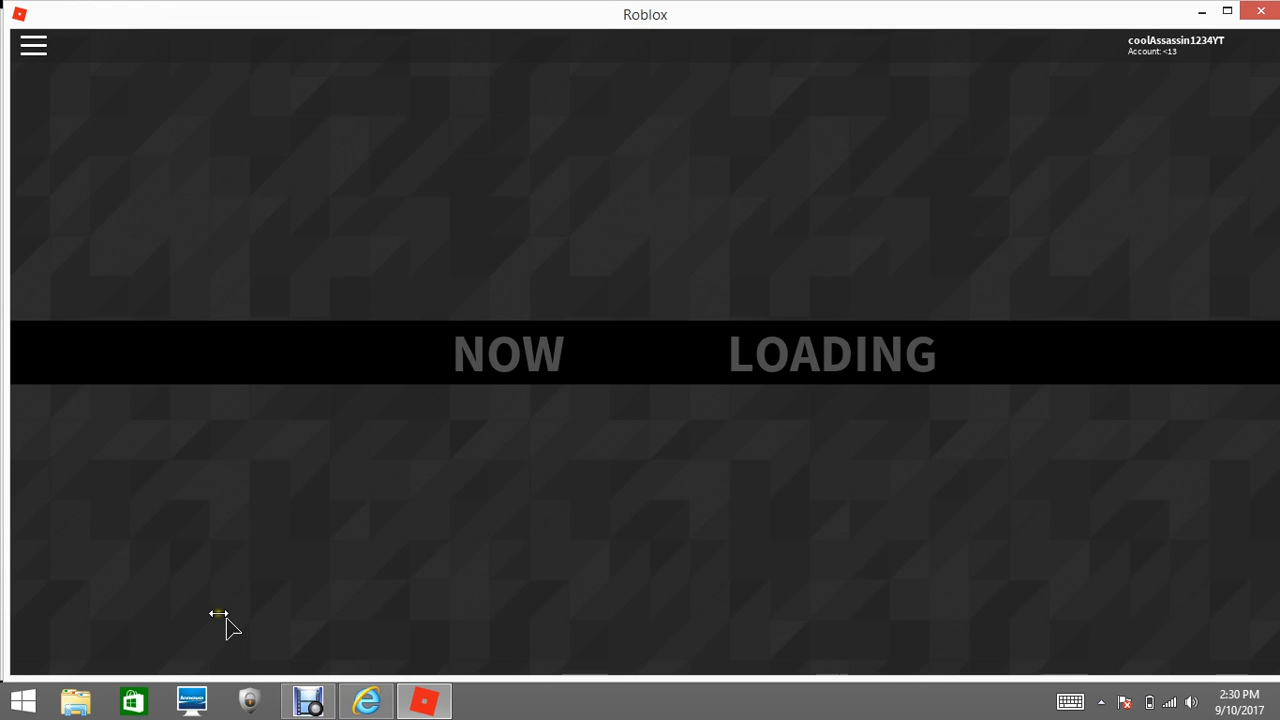 Roblox
coolAssassin1234YT
Account: <13
NOW LOADING
2:30 PM
9/10/2017